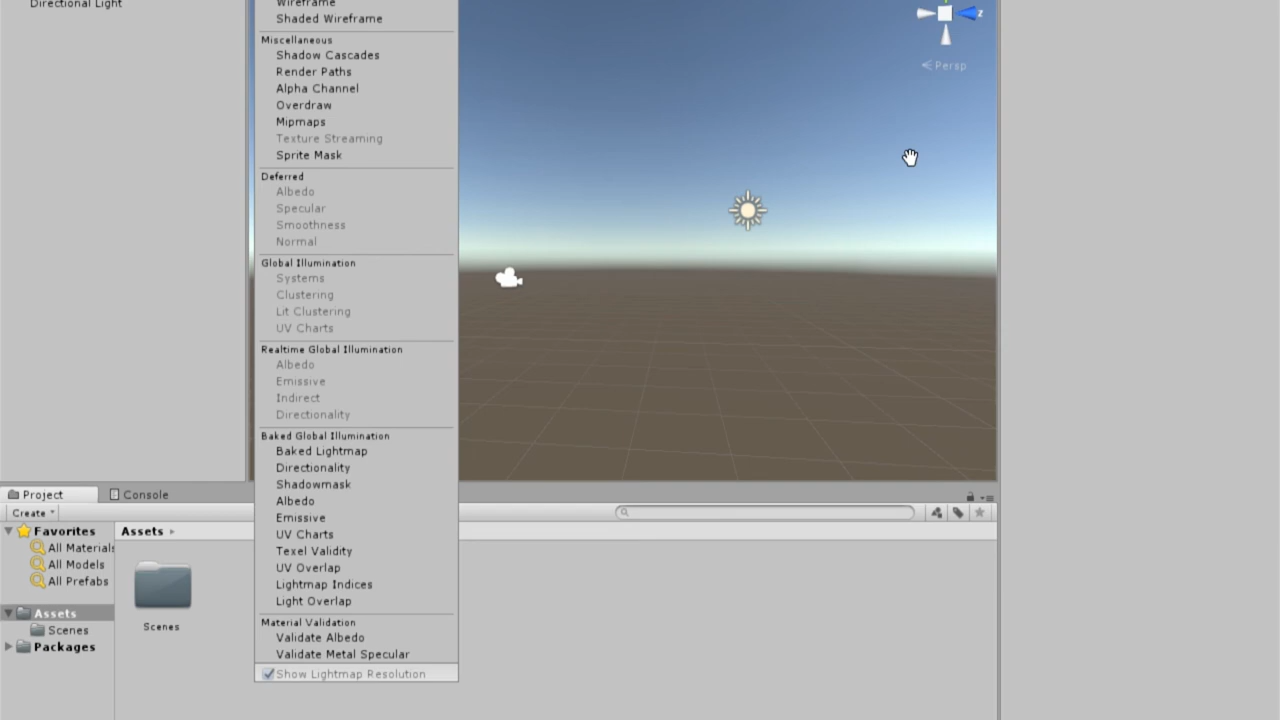 Directional Light
Wireframe
Shaded Wireframe
Miscellaneous
Shadow Cascades
Render Paths
Alpha Channel
Overdraw
Mipmaps
Texture Streaming
Sprite Mask
Deferred
Albedo
Specular
Smoothness
Normal
Global Illumination
Systems
Clustering
Lit Clustering
UV Charts
Realtime Global Illumination
Albedo
Emissive
Indirect
Directionality
Baked Global Illumination
Baked Lightmap
Directionality
Shadowmask
Albedo
Emissive
UV Charts
Texel Validity
UV Overlap
Lightmap Indices
Light Overlap
Material Validation
Validate Albedo
Validate Metal Specular
Show Lightmap Resolution
z
Persp
Project
Console
Create
Favorites
All Materials
All Models
All Prefabs
Assets
Scenes
Packages
Assets
Scenes